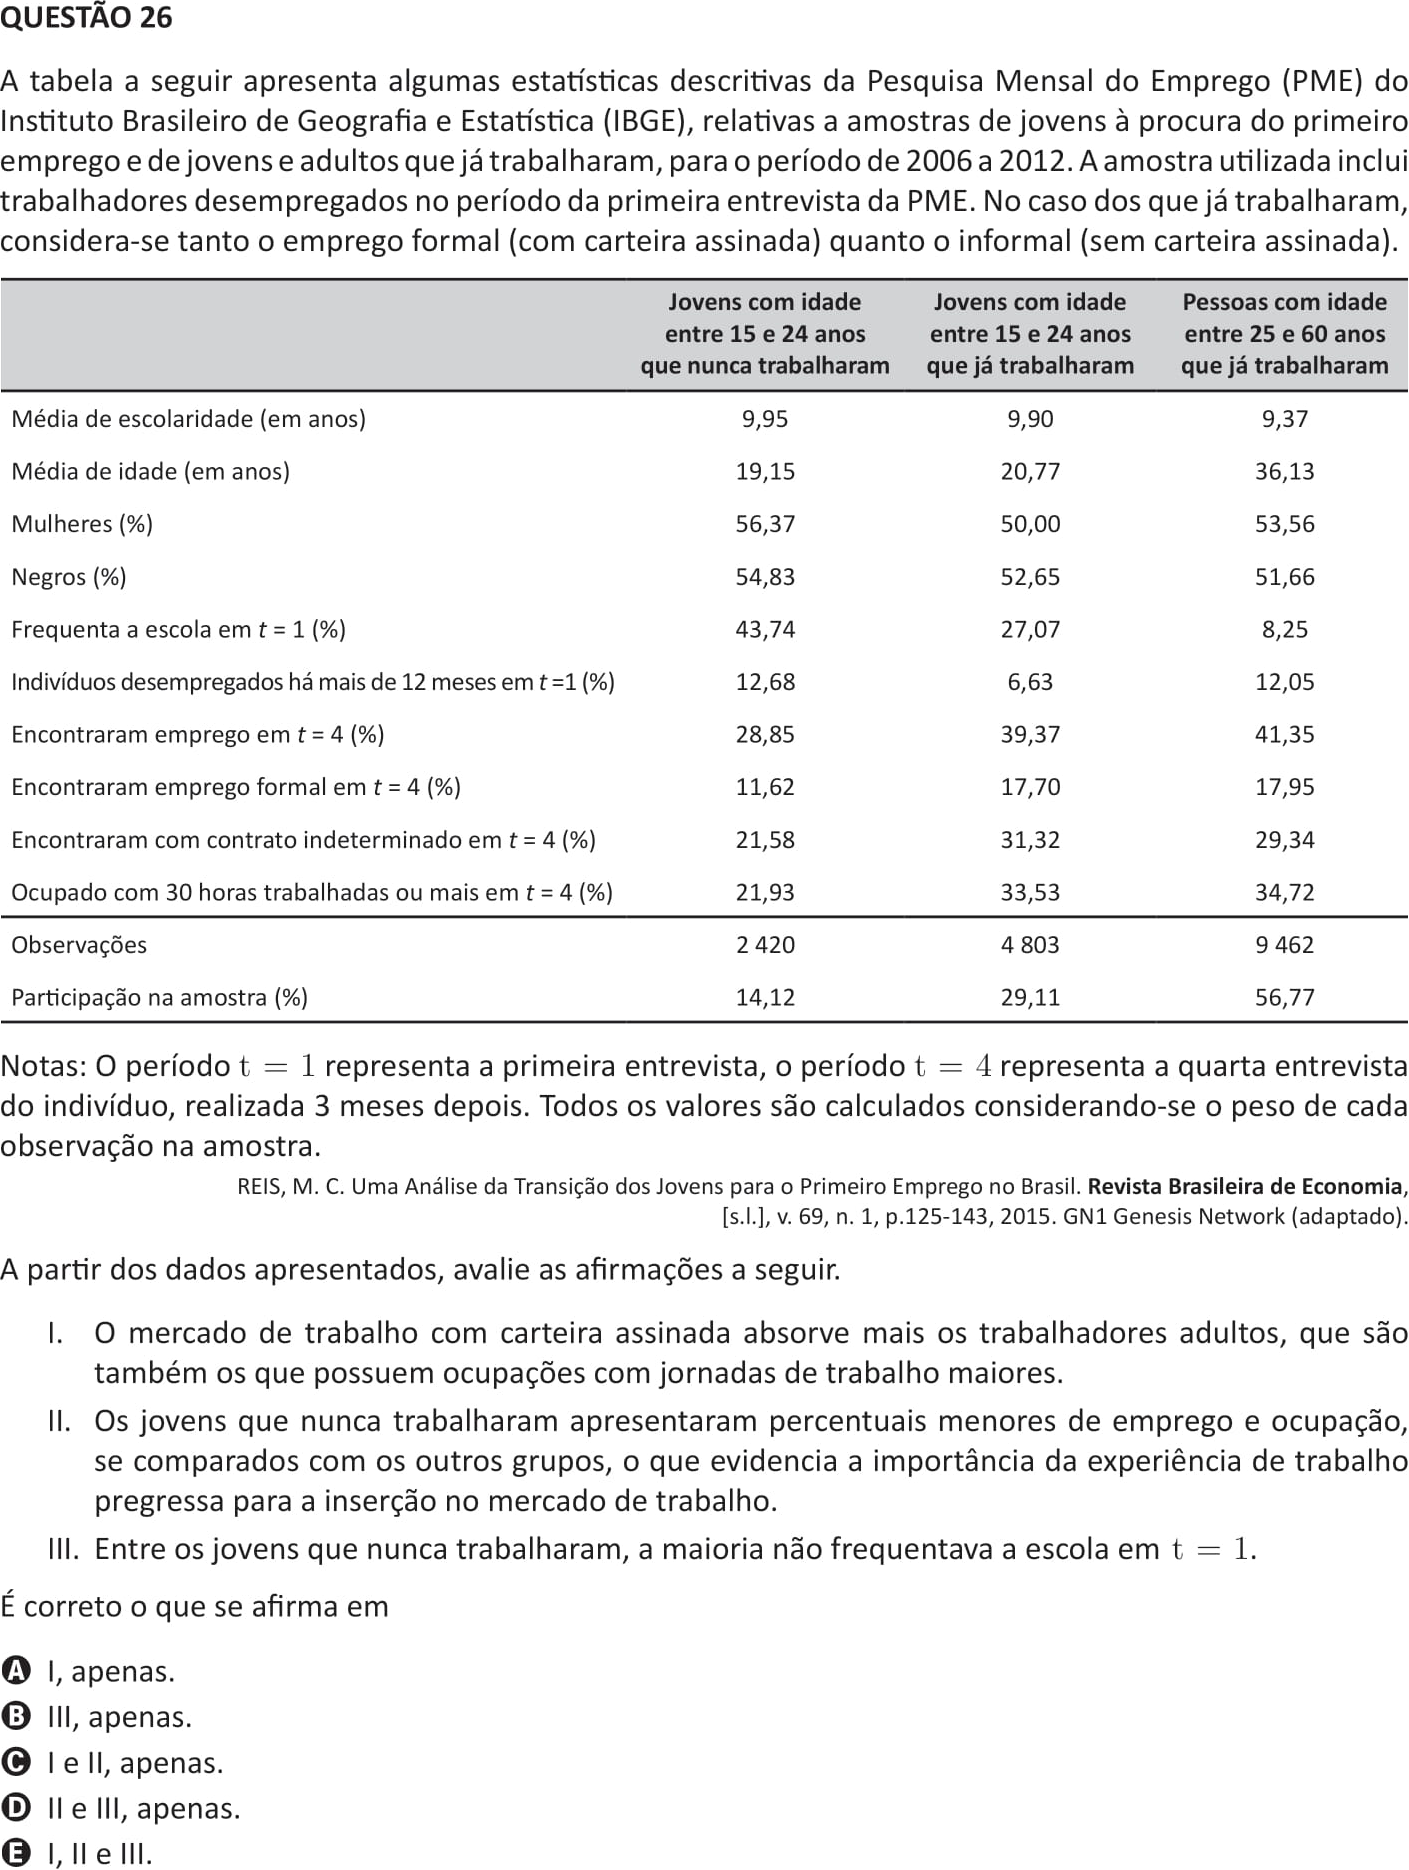 QUESTÃO 26
A tabela a seguir apresenta algumas estatísticas descritivas da Pesquisa Mensal do Emprego (PME) do
Instituto Brasileiro de Geografia e Estatística (IBGE), relativas a amostras de jovens à procura do primeiro
emprego e de jovens e adultos que já trabalharam, para o período de 2006 a 2012. A amostra utilizada inclui
trabalhadores desempregados no período da primeira entrevista da PME. No caso dos que já trabalharam,
considera-se tanto o emprego formal (com carteira assinada) quanto o informal (sem carteira assinada).
Jovens com idade Jovens com idade Pessoas com idade
entre 15 e 24 anos entre 15 e 24 anos entre 25 e 60 anos
que nunca trabalharam que já trabalharam que já trabalharam
Média de escolaridade (em anos) 9,95 9,90 9,37
Média de idade (em anos) 19,15 20,77 36,13
Mulheres (%) 56,37 50,00 53,56
Negros (%) 54,83 52,65 51,66
Frequenta a escola em t = 1 (%) 43,74 27,07 8,25
Indivíduos desempregados há mais de 12 meses em t =1 (%) 12,68 6,63 12,05
Encontraram emprego em t = 4 (%) 28,85 39,37 41,35
Encontraram emprego formal em t = 4 (%) 11,62 17,70 17,95
Encontraram com contrato indeterminado em t = 4 (%) 21,58 31,32 29,34
Ocupado com 30 horas trabalhadas ou mais em t = 4 (%) 21,93 33,53 34,72
Observações 2 420 4 803 9 462
Participação na amostra (%) 14,12 29,11 56,77
Notas: O período t = 1 representa a primeira entrevista, o período t = 4 representa a quarta entrevista
do indivíduo, realizada 3 meses depois. Todos os valores são calculados considerando-se o peso de cada
observação na amostra.
REIS, M. C. Uma Análise da Transição dos Jovens para o Primeiro Emprego no Brasil. Revista Brasileira de Economia,
[s.l.], v. 69, n. 1, p.125-143, 2015. GN1 Genesis Network (adaptado).
A partir dos dados apresentados, avalie as afirmações a seguir.
I. O mercado de trabalho com carteira assinada absorve mais os trabalhadores adultos, que são
também os que possuem ocupações com jornadas de trabalho maiores.
II. Os jovens que nunca trabalharam apresentaram percentuais menores de emprego e ocupação,
se comparados com os outros grupos, o que evidencia a importância da experiência de trabalho
pregressa para a inserção no mercado de trabalho.
III. Entre os jovens que nunca trabalharam, a maioria não frequentava a escola em t = 1.
É correto o que se afirma em
A I, apenas.
B III, apenas.
C I e II, apenas.
D II e III, apenas.
E I, II e III.